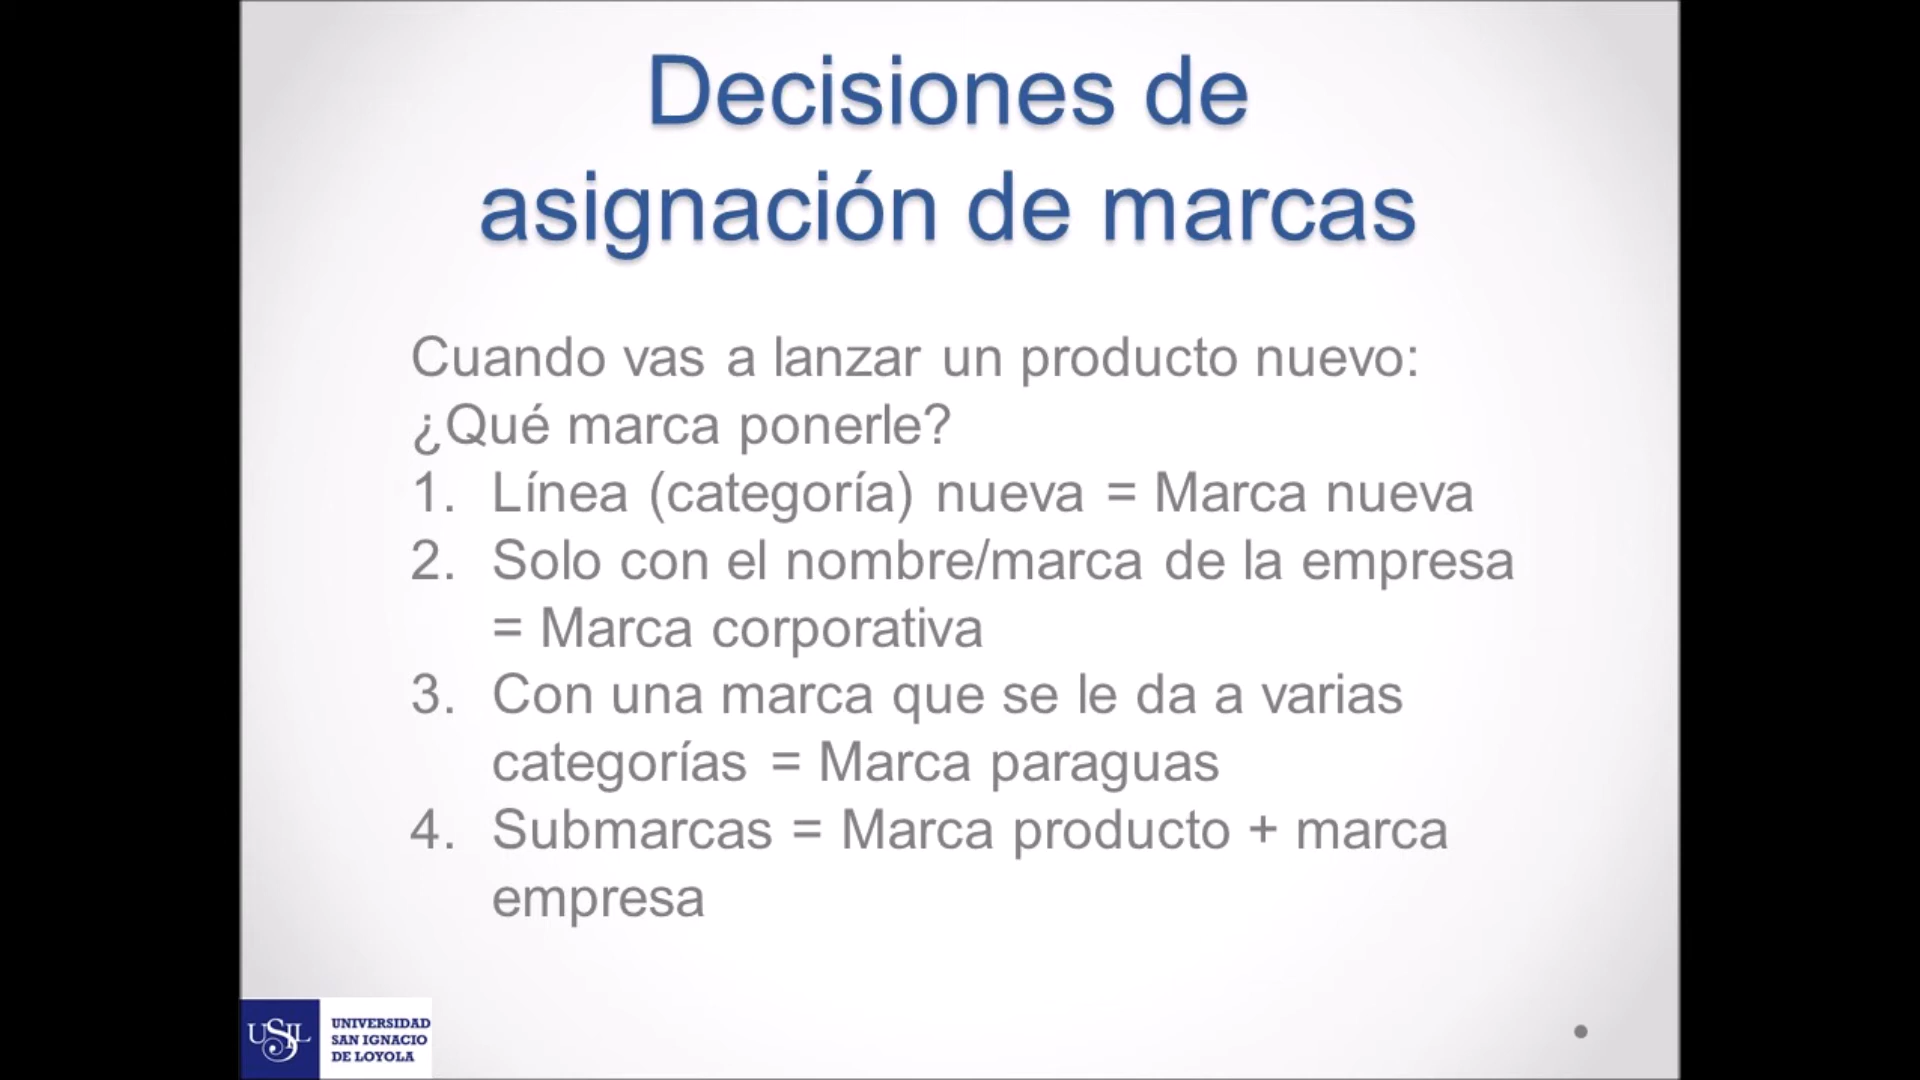 Decisiones de
asignación de marcas
Cuando vas a lanzar un producto nuevo:
¿Qué marca ponerle?
1. Línea (categoría) nueva = Marca nueva
2. Solo con el nombre/marca de la empresa
= Marca corporativa
3. Con una marca que se le da a varias
categorías = Marca paraguas
4. Submarcas = Marca producto + marca
empresa
USIL
UNIVERSIDAD
SAN IGNACIO
DE LOYOLA